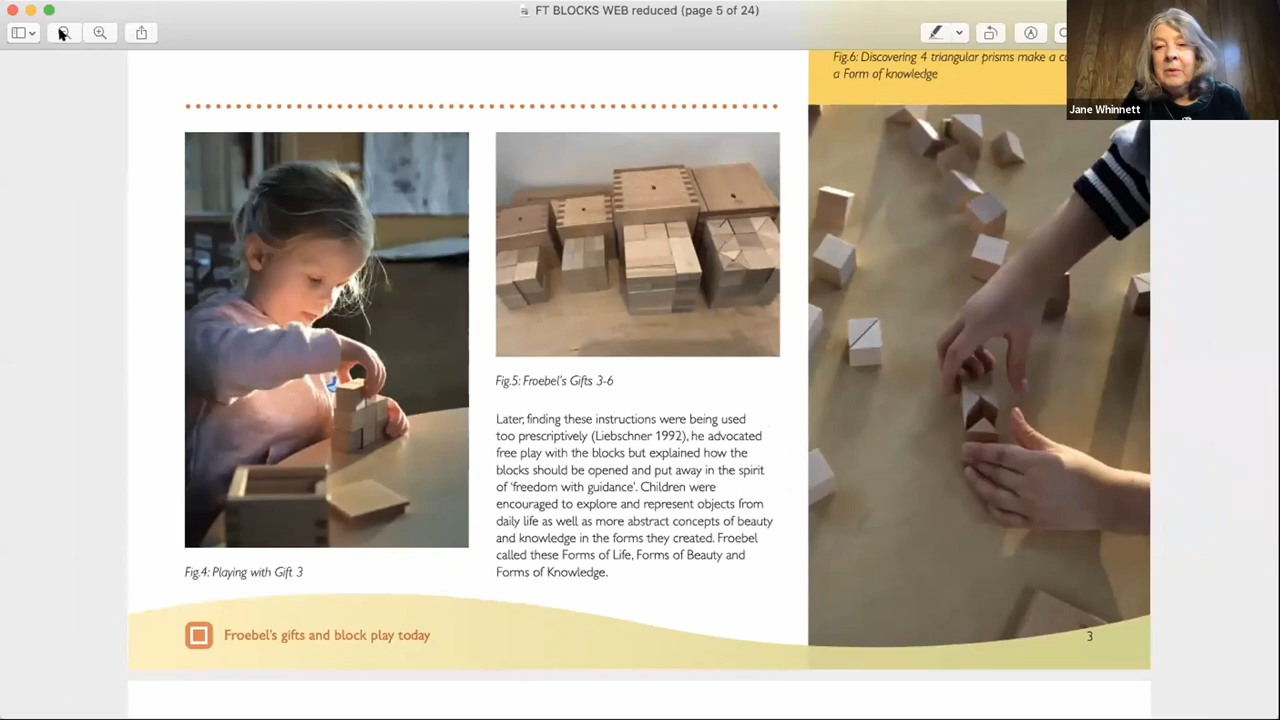 FT BLOCKS WEB reduced (page 5 of 24)
Fig.6: Discovering 4 triangular prisms make a
a Form of knowledge
Jane Whinnett
Fig.4: Playing with Gift 3
Fig.5: Froebel's Gifts 3-6
Later, finding these instructions were being used
too prescriptively (Liebschner 1992), he advocated
free play with the blocks but explained how the
blocks should be opened and put away in the spirit
of 'freedom with guidance'. Children were
encouraged to explore and represent objects from
daily life as well as more abstract concepts of beauty
and knowledge in the forms they created. Froebel
called these Forms of Life, Forms of Beauty and
Forms of Knowledge.
Froebel's gifts and block play today
3